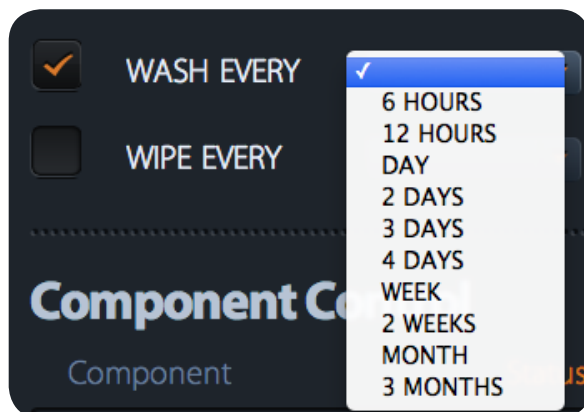 WASH EVERY
✓
6 HOURS
12 HOURS
WIPE EVERY
DAY
2 DAYS
3 DAYS
4 DAYS
WEEK
2 WEEKS
MONTH
3 MONTHS
Component
Component